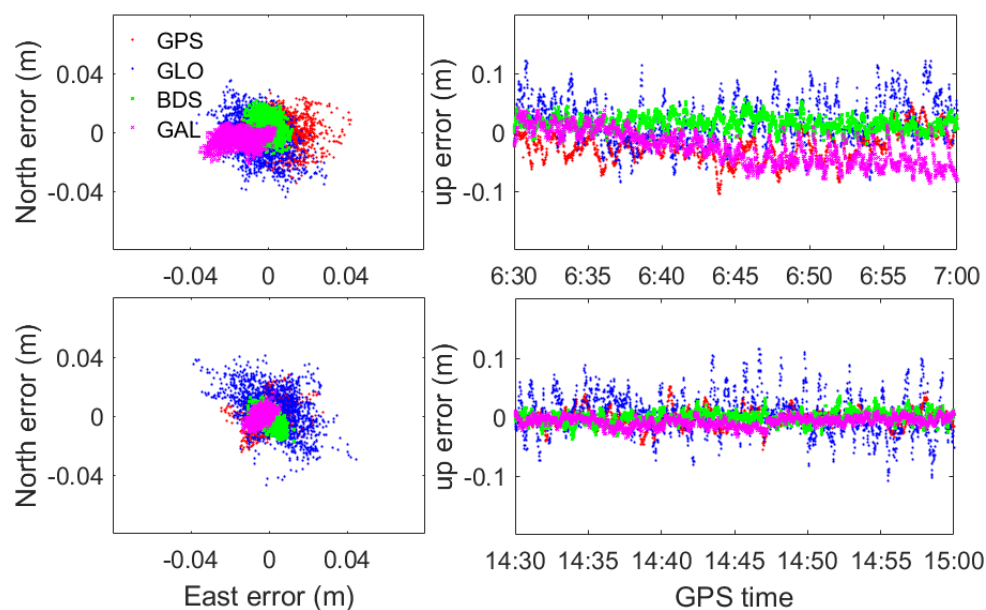 North error (m)
0.04
0
-0.04
GPS
GLO
BDS
GAL
-0.04 0 0.04
up error (m)
0.1
0
-0.1
6:30 6:35 6:40 6:45 6:50 6:55 7:00
North error (m)
0.04
0
-0.04
-0.04 0 0.04
East error (m)
up error (m)
0.1
0
-0.1
14:30 14:35 14:40 14:45 14:50 14:55 15:00
GPS time